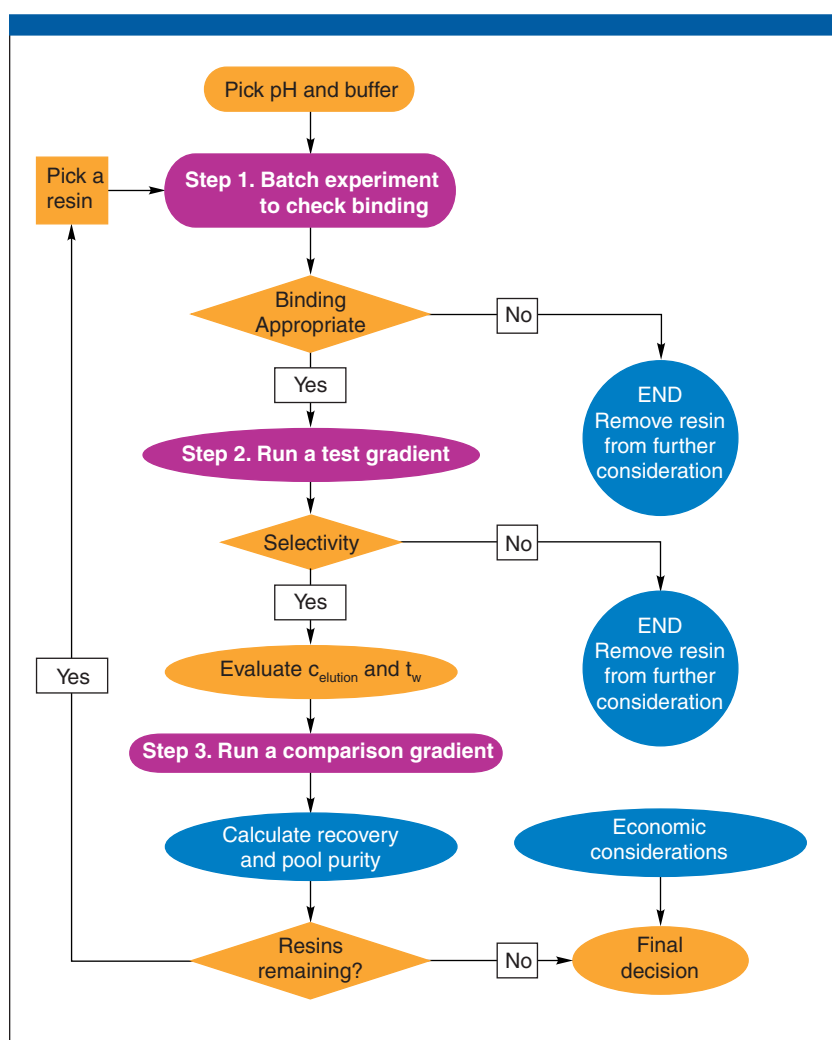 Pick pH and buffer
Pick a
resin
Step 1. Batch experiment
to check binding
Binding
Appropriate
No
Yes
END
Remove resin
from further
consideration
Step 2. Run a test gradient
Selectivity
No
Yes
END
Remove resin
from further
consideration
Evaluate c_elution and t_w
Yes
Step 3. Run a comparison gradient
Calculate recovery
and pool purity
Economic
considerations
Resins
remaining?
No
Final
decision